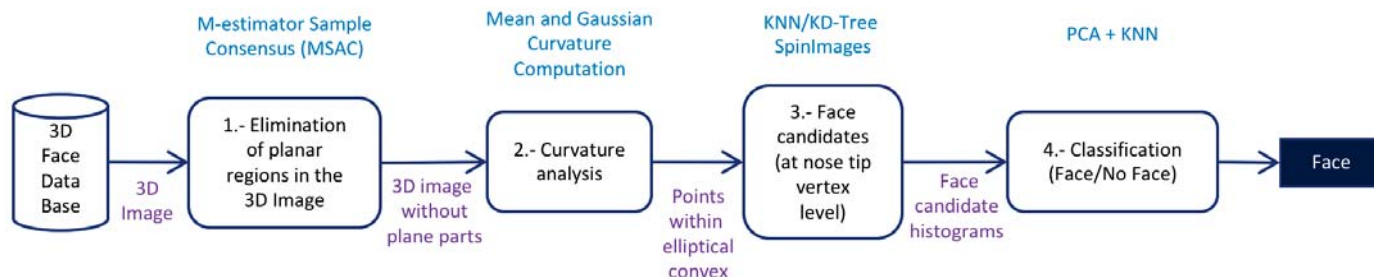 M-estimator Sample
Consensus (MSAC)
Mean and Gaussian
Curvature
Computation
KNN/KD-Tree
SpinImages
PCA + KNN
3D
Face
Data
Base
3D
Image
1.- Elimination
of planar
regions in the
3D Image
3D image
without
plane parts
2.- Curvature
analysis
Points
within
elliptical
convex
3.- Face
candidates
(at nose tip
vertex
level)
Face
candidate
histograms
4.- Classification
(Face/No Face)
Face